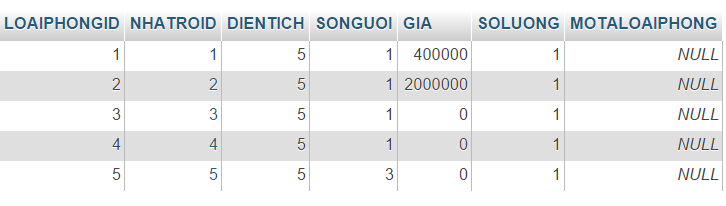 LOAIPHONGID NHATROID DIENTICH SONGUOI GIA SOLUONG MOTALOAIPHONG
1 1 5 1 400000 1 NULL
2 2 5 1 2000000 1 NULL
3 3 5 1 0 1 NULL
4 4 5 1 0 1 NULL
5 5 5 3 0 1 NULL